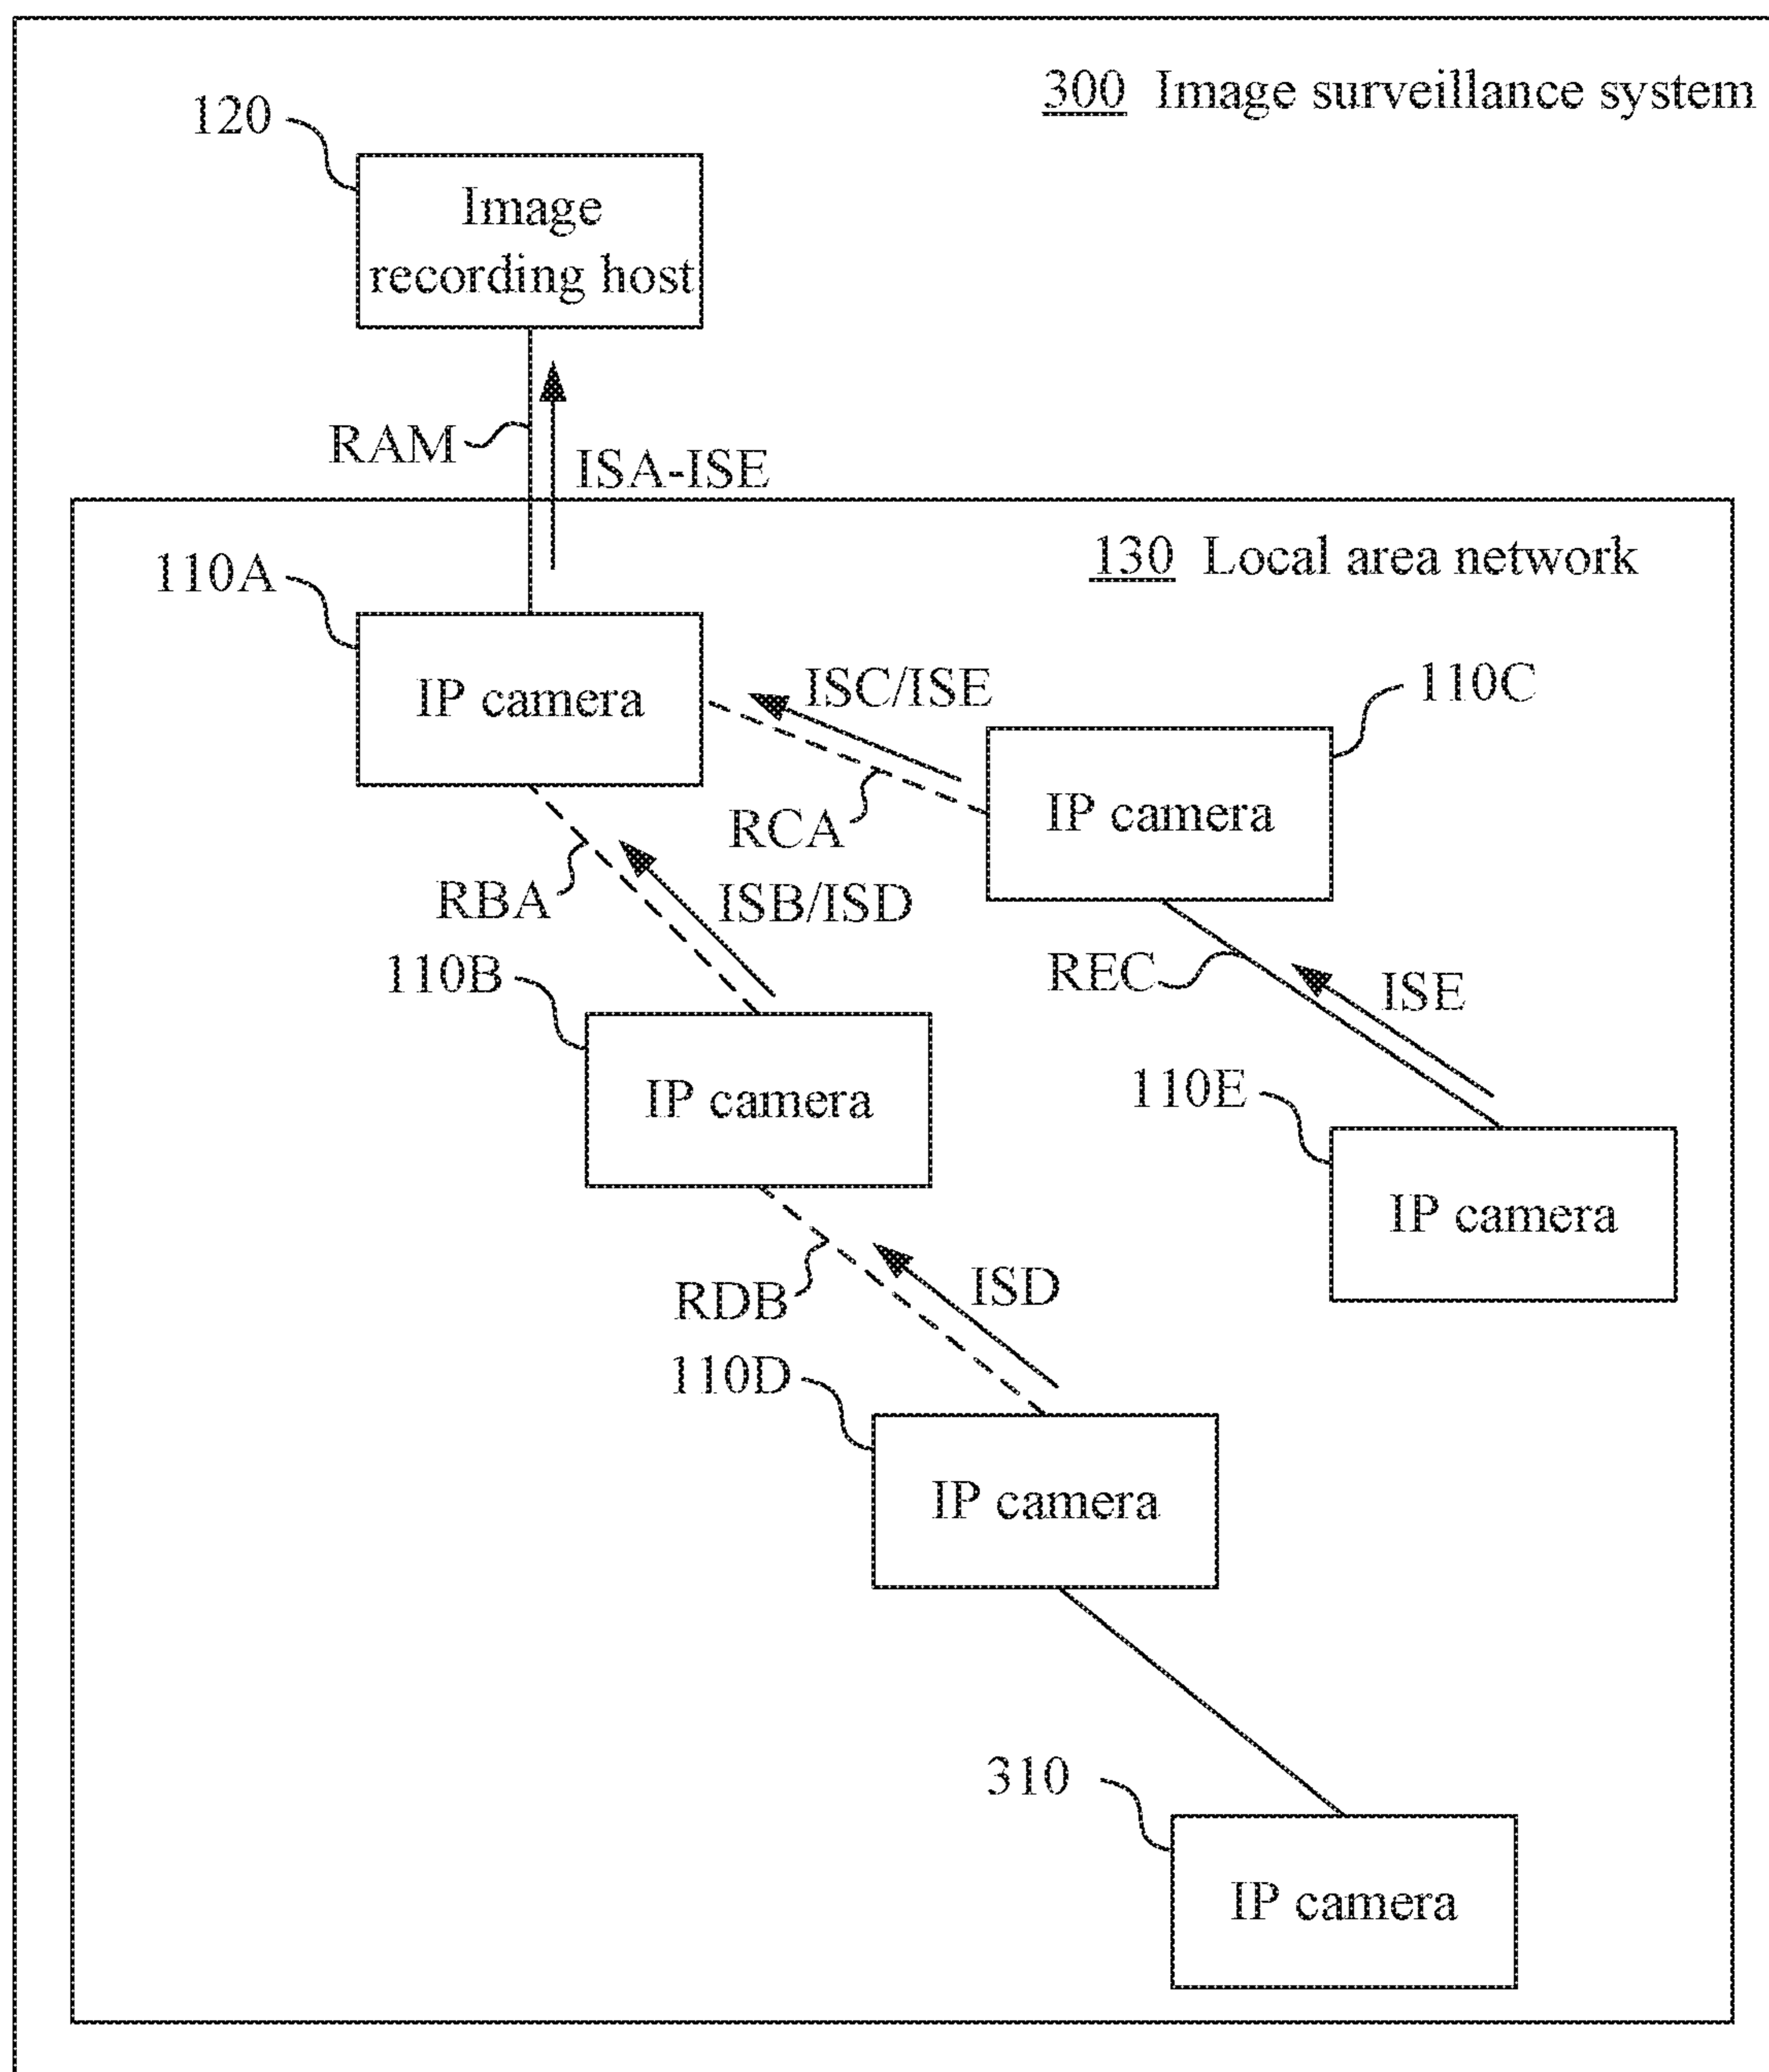 300 Image surveillance system
120
Image
recording host
RAM
ISA-ISE
130 Local area network
110A
IP camera
ISC/ISE
110C
IP camera
RCA
RBA
ISB/ISD
110B
REC
ISE
IP camera
110E
IP camera
RDB
ISD
110D
IP camera
310
IP camera